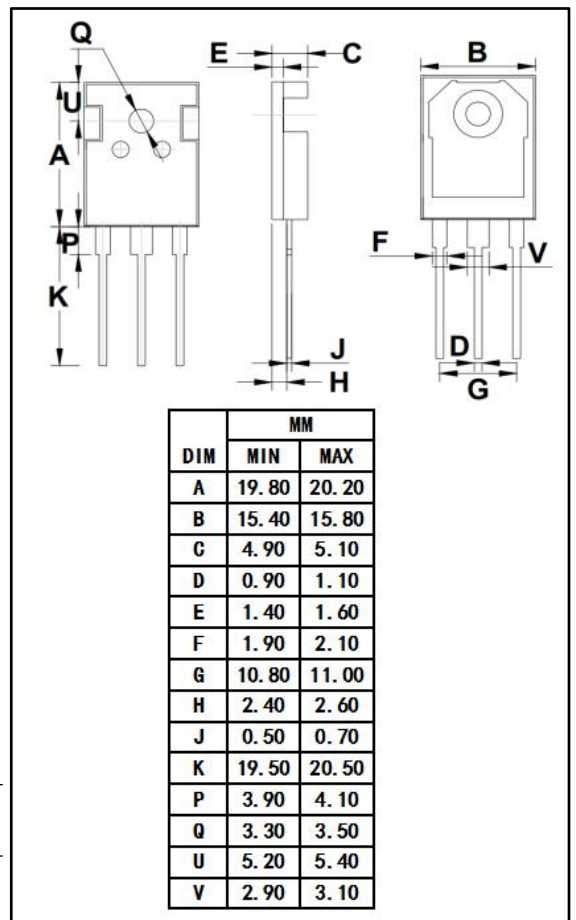 Q
E C B
U
A
P
F V
K
J D
H G
MM
DIM MIN MAX
A 19.80 20.20
B 15.40 15.80
C 4.90 5.10
D 0.90 1.10
E 1.40 1.60
F 1.90 2.10
G 10.80 11.00
H 2.40 2.60
J 0.50 0.70
K 19.50 20.50
P 3.90 4.10
Q 3.30 3.50
U 5.20 5.40
V 2.90 3.10